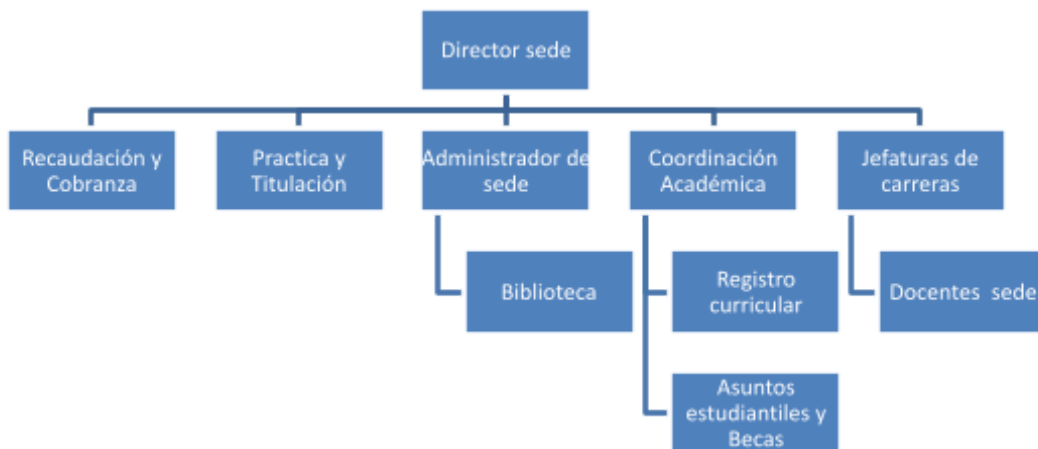 Director sede
Recaudación y
Cobranza
Practica y
Titulación
Administrador de
sede
Coordinación
Académica
Jefaturas de
carreras
Biblioteca
Registro
curricular
Docentes sede
Asuntos
estudiantiles y
Becas